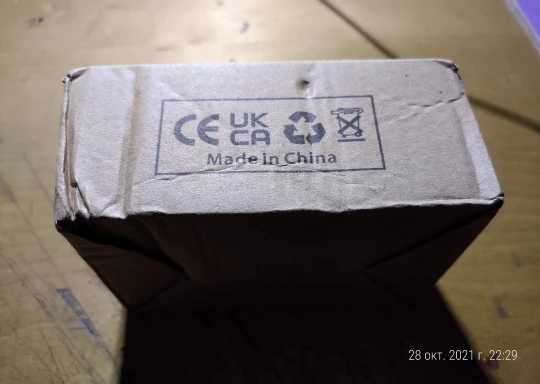 CE UK
CA
Made in China
28 окт. 2021 г. 22:29